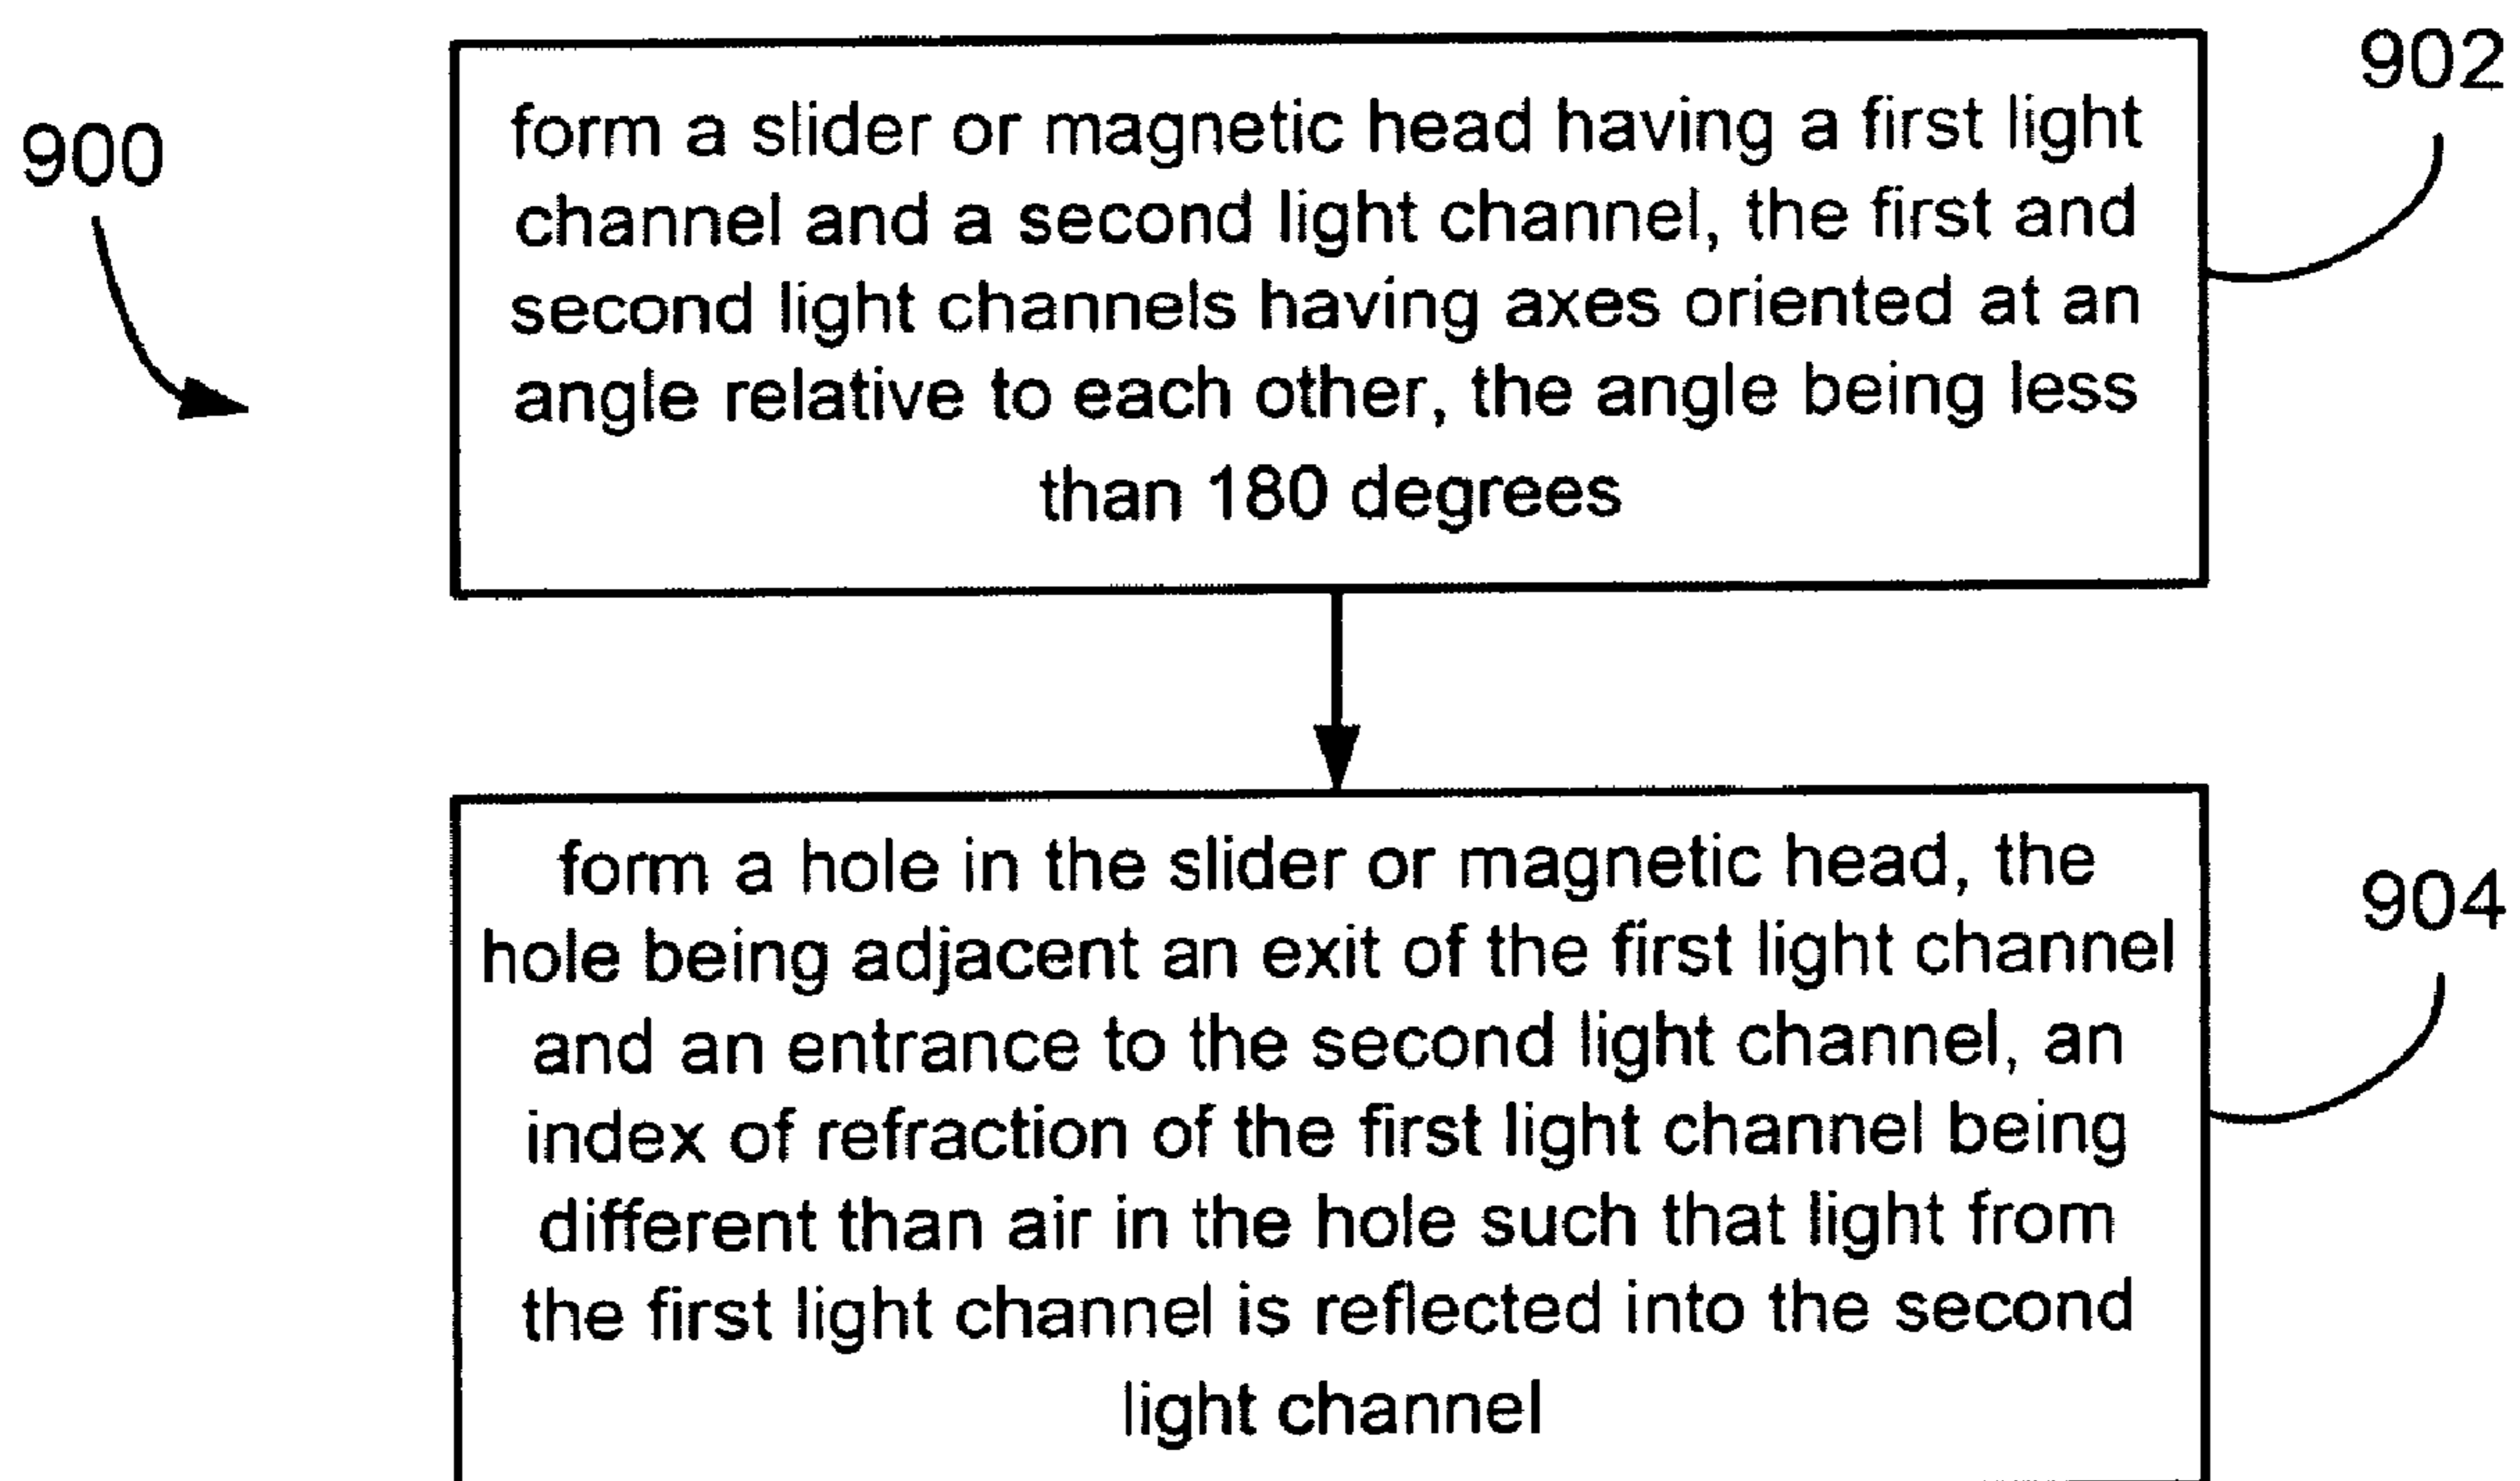 900
902
form a slider or magnetic head having a first light
channel and a second light channel, the first and
second light channels having axes oriented at an
angle relative to each other, the angle being less
than 180 degrees
904
form a hole in the slider or magnetic head, the
hole being adjacent an exit of the first light channel
and an entrance to the second light channel, an
index of refraction of the first light channel being
different than air in the hole such that light from
the first light channel is reflected into the second
light channel